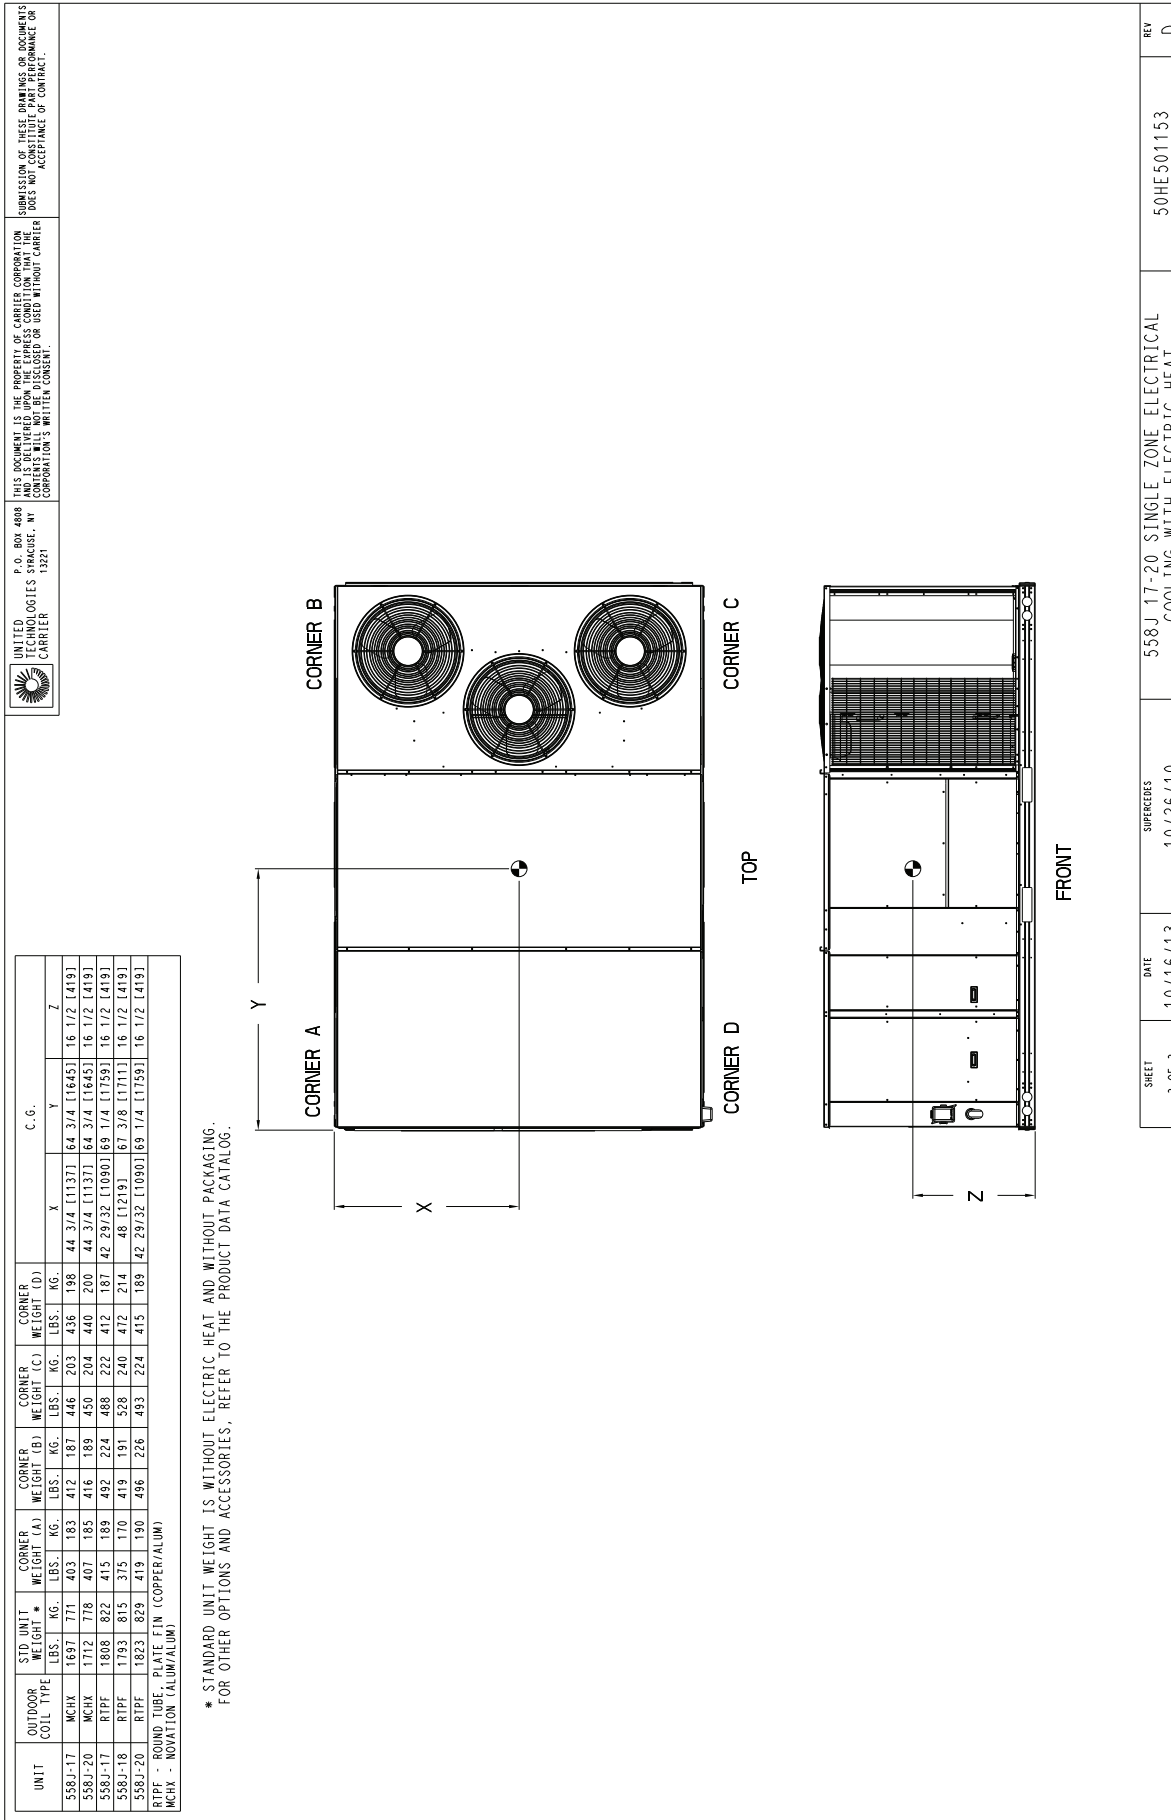 UNITED
TECHNOLOGIES
CARRIER
P.O. BOX 4808
SYRACUSE, NY
13221
THIS DOCUMENT IS THE PROPERTY OF CARRIER CORPORATION
AND IS DELIVERED UPON THE EXPRESS CONDITION THAT THE
CONTENTS WILL NOT BE DISCLOSED OR USED WITHOUT CARRIER
CORPORATION'S WRITTEN CONSENT.
SUBMISSION OF THESE DRAWINGS OR DOCUMENTS
DOES NOT CONSTITUTE PART PERFORMANCE OR
ACCEPTANCE OF CONTRACT.
UNIT OUTDOOR COIL TYPE STD UNIT WEIGHT * CORNER WEIGHT (A) CORNER WEIGHT (B) CORNER WEIGHT (C) CORNER WEIGHT (D) C.G.
LBS. KG. LBS. KG. LBS. KG. LBS. KG. LBS. KG. X Y Z
558J-17 MCHX 1697 771 403 183 412 187 446 203 436 198 44 3/4 [1137] 64 3/4 [1645] 16 1/2 [419]
558J-20 MCHX 1712 778 407 185 416 189 450 204 440 200 44 3/4 [1137] 64 3/4 [1645] 16 1/2 [419]
558J-17 RTPF 1808 822 415 189 492 224 488 222 412 187 42 29/32 [1090] 69 1/4 [1759] 16 1/2 [419]
558J-18 RTPF 1793 815 375 170 419 191 528 240 472 214 48 [1219] 67 3/8 [1711] 16 1/2 [419]
558J-20 RTPF 1823 829 419 190 496 226 493 224 415 189 42 29/32 [1090] 69 1/4 [1759] 16 1/2 [419]
RTPF - ROUND TUBE, PLATE FIN (COPPER/ALUM)
MCHX - NOVATION (ALUM/ALUM)
* STANDARD UNIT WEIGHT IS WITHOUT ELECTRIC HEAT AND WITHOUT PACKAGING.
FOR OTHER OPTIONS AND ACCESSORIES, REFER TO THE PRODUCT DATA CATALOG.
Y
CORNER A
CORNER B
X
CORNER D
CORNER C
TOP
Z
FRONT
SHEET
DATE
10/16/13
SUPERCEDES
10/26/10
558J 17-20 SINGLE ZONE ELECTRICAL
COOLING WITH ELECTRIC HEAT
50HE501153
REV
D